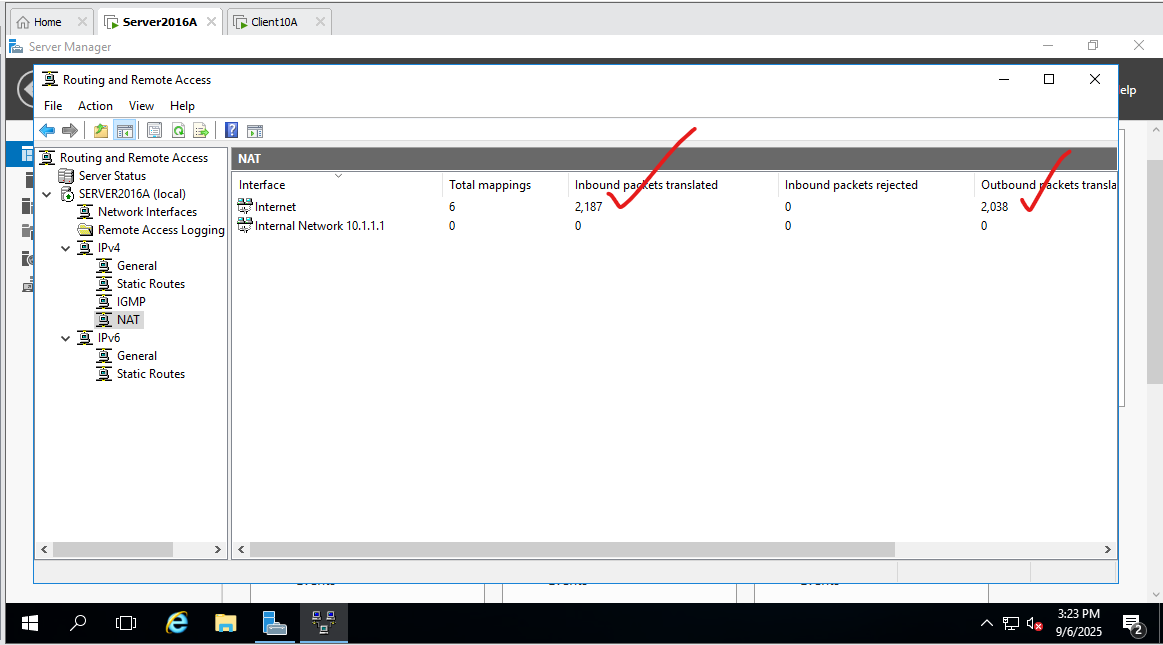 Home Server2016A Client10A
Server Manager
Routing and Remote Access
elp
File Action View Help
Routing and Remote Access
Server Status
SERVER2016A (local)
Network Interfaces
Remote Access Logging
IPv4
General
Static Routes
IGMP
NAT
IPv6
General
Static Routes
NAT
Interface Total mappings Inbound packets translated Inbound packets rejected Outbound packets transla
Internet 6 2,187 0 2,038
Internal Network 10.1.1.1 0 0 0 0
3:23 PM
9/6/2025
2